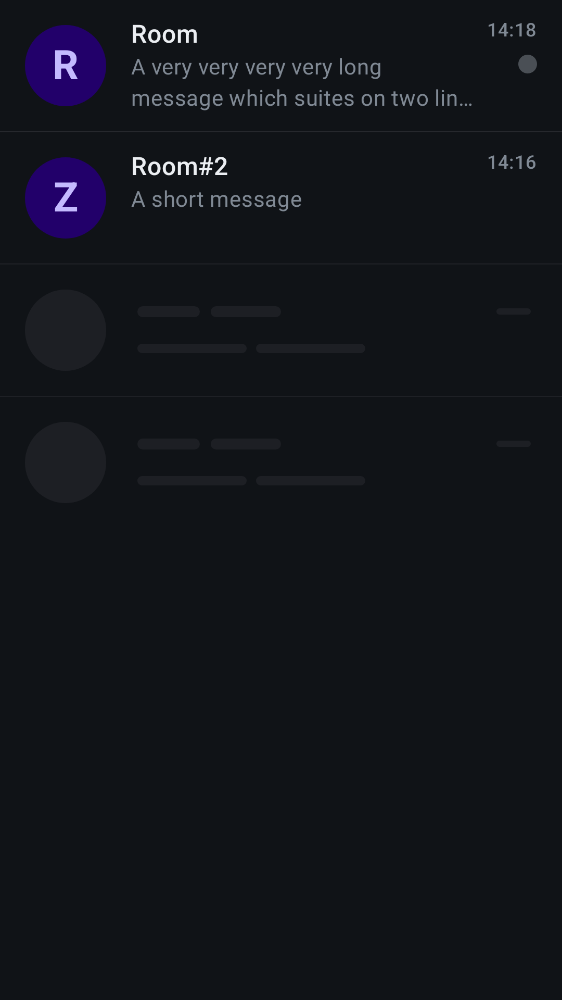 R
Room
14:18
A very very very very long
message which suites on two lin…
Z
Room#2
14:16
A short message